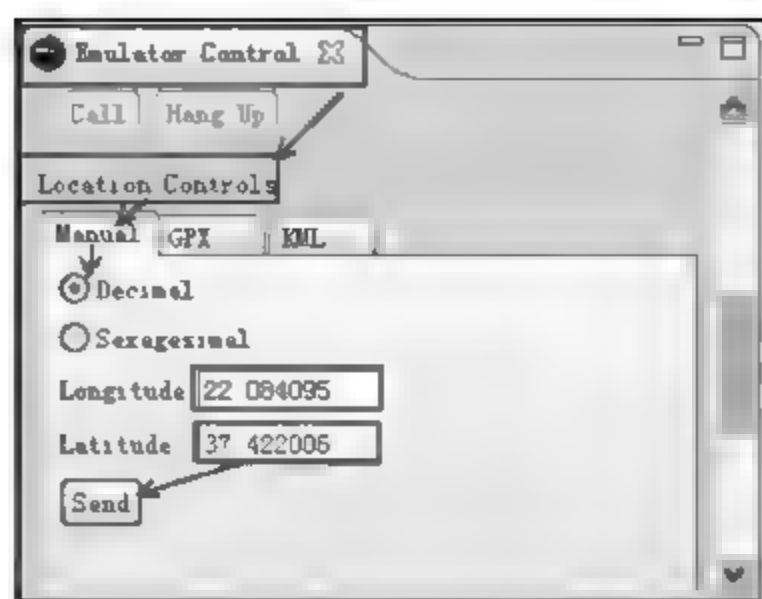 Emulator Control
Call Hang Up
Location Controls
Manual GPX KML
Decimal
Sexagesimal
Longitude 22 084095
Latitude 37 422006
Send